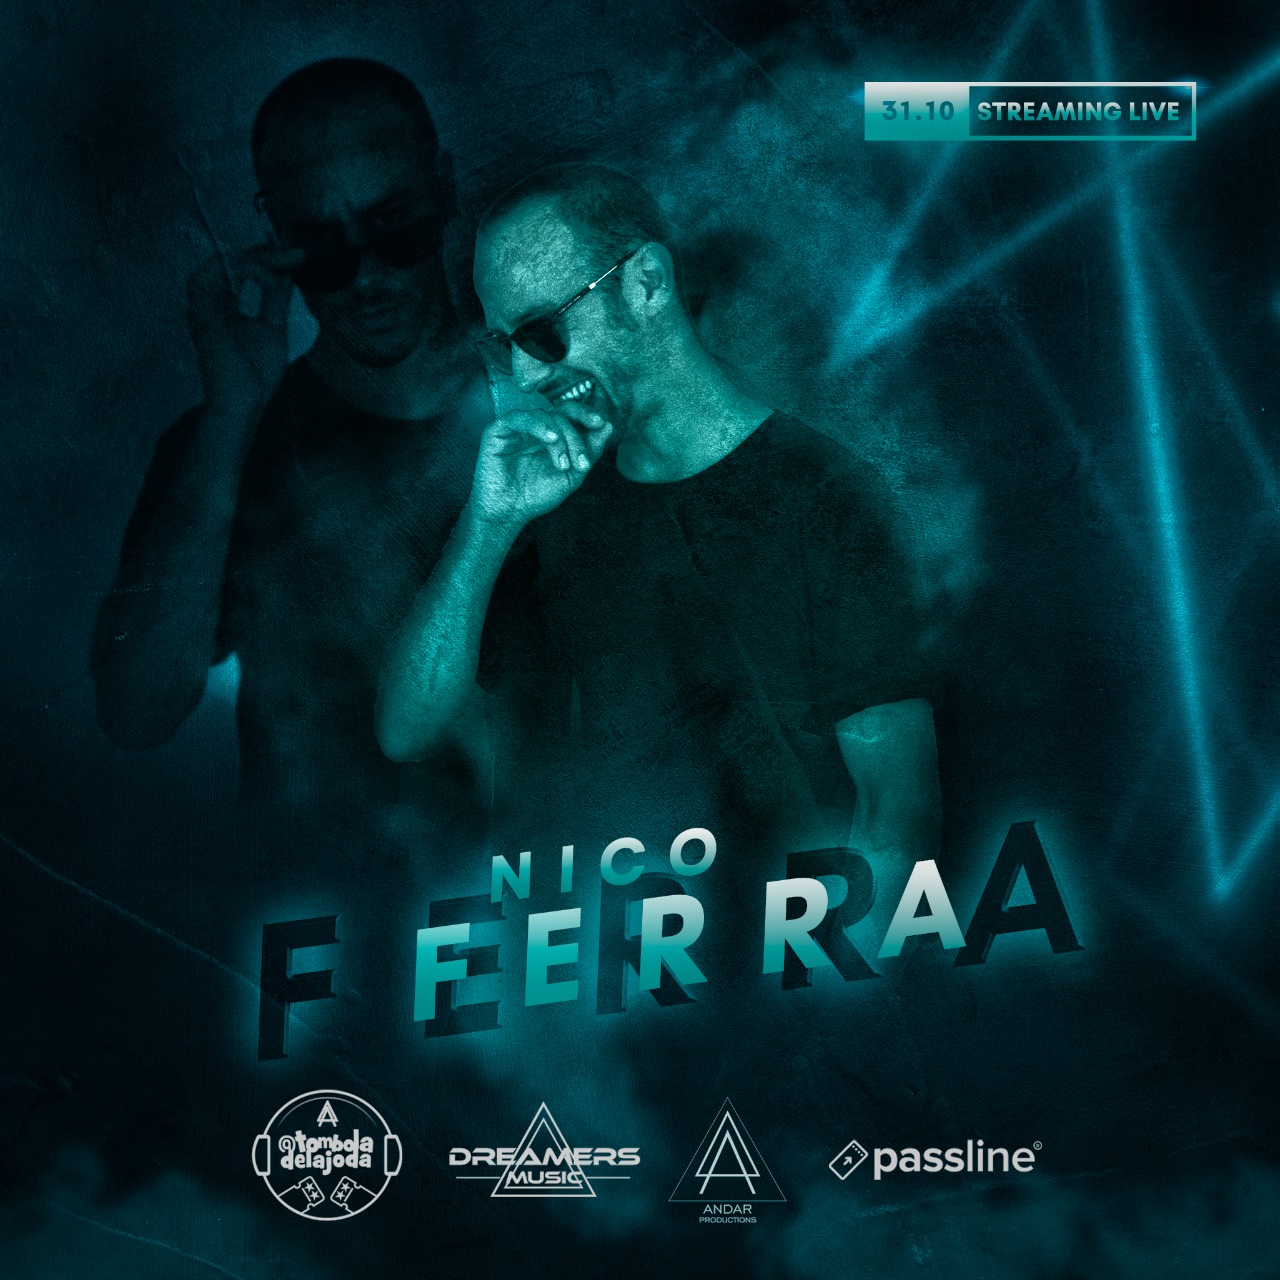 31.10 STREAMING LIVE
NICO
FERRA
@tombola
delajoda
DREAMERS
MUSIC
ANDAR
PRODUCTIONS
passline®